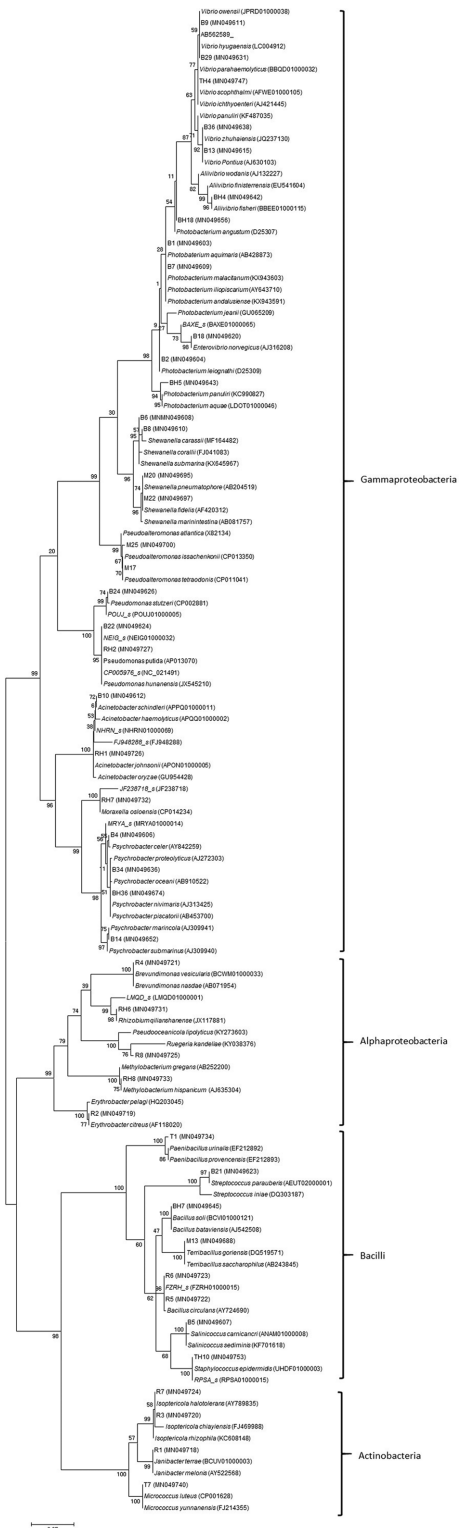 Vibrio owensii (JPRD01000038)
B9 (MN049611)
AB562589_
Vibrio hyugaensis (LC004912)
B29 (MN049631)
Vibrio parahaemolyticus (BBQD01000032)
TH4 (MN049747)
Vibrio scophthalmi (AFWE01000105)
Vibrio ichthyoenteri (AJ421445)
Vibrio panuliri (KF487035)
B36 (MN049638)
Vibrio zhuhaiensis (JQ237130)
B13 (MN049615)
Vibrio Pontius (AJ630103)
Aliivibrio wodanis (AJ132227)
Aliivibrio finisterrensis (EU541604)
BH4 (MN049642)
Aliivibrio fisheri (BBEE01000115)
BH18 (MN049656)
Photobacterium angustum (D25307)
B1 (MN049603)
Photobaterium aquimaris (AB428873)
B7 (MN049609)
Photobacterium malacitanum (KX943603)
Photobacterium iliopiscarium (AY643710)
Photobacterium andalusiense (KX943591)
Photobacterium jeanii (GU065209)
BAXE_s (BAXE01000065)
B18 (MN049620)
Enterovibrio norvegicus (AJ316208)
B2 (MN049604)
Photobacterium leiognathi (D25309)
BH5 (MN049643)
Photobacterium panuliri (KC990827)
Photobacterium aquae (LDOT01000046)
B6 (MNMN049608)
B8 (MN049610)
Shewanella carassii (MF164482)
Shewanella corallii (FJ041083)
Shewanella submarina (KX645967)
M20 (MN049695)
Shewanella pneumatophore (AB204519)
M22 (MN049697)
Shewanella fidelis (AF420312)
Shewanella marinintestina (AB081757)
Pseudoalteromonas atlantica (X82134)
M25 (MN049700)
Pseudoalteromonas issachenkonii (CP013350)
M17
Pseudoalteromonas tetraodonis (CP011041)
B24 (MN049626)
Pseudomonas stutzeri (CP002881)
POUJ_s (POUJ01000005)
B22 (MN049624)
NEIG_s (NEIG01000032)
RH2 (MN049727)
Pseudomonas putida (AP013070)
CP005976_s (NC_021491)
Pseudomonas hunanensis (JX545210)
B10 (MN049612)
Acinetobacter schindleri (APPQ01000011)
Acinetobacter haemolyticus (APQQ01000002)
NHRN_s (NHRN01000069)
FJ948288_s (FJ948288)
RH1 (MN049726)
Acinetobacter johnsonii (APON01000005)
Acinetobacter oryzae (GU954428)
JF238718_s (JF238718)
RH7 (MN049732)
Moraxella osloensis (CP014234)
MRYA_s (MRYA01000014)
B4 (MN049606)
Psychrobacter celer (AY842259)
Psychrobacter proteolyticus (AJ272303)
B34 (MN049636)
Psychrobacter oceani (AB910522)
BH36 (MN049674)
Psychrobacter nivimaris (AJ313425)
Psychrobacter piscatorii (AB453700)
Psychrobacter marincola (AJ309941)
B14 (MN049652)
Psychrobacter submarinus (AJ309940)
Gammaproteobacteria
R4 (MN049721)
Brevundimonas vesicularis (BCWM01000033)
Brevundimonas nasdae (AB071954)
LMQD_s (LMQD01000001)
RH6 (MN049731)
Rhizobium qilianshanense (JX117881)
Pseudooceanicola lipolyticus (KY273603)
Ruegeria kandeliae (KY038376)
R8 (MN049725)
Methylobacterium gregans (AB252200)
RH8 (MN049733)
Methylobacterium hispanicum (AJ635304)
Erythrobacter pelagi (HQ203045)
R2 (MN049719)
Erythrobacter citreus (AF118020)
Alphaproteobacteria
T1 (MN049734)
Paenibacillus urinalis (EF212892)
Paenibacillus provencensis (EF212893)
B21 (MN049623)
Streptococcus parauberis (AEUT02000001)
Streptococcus iniae (DQ303187)
BH7 (MN049645)
Bacillus soli (BCVI01000121)
Bacillus bataviensis (AJ542508)
M13 (MN049688)
Terribacillus goriensis (DQ519571)
Terribacillus saccharophilus (AB243845)
R6 (MN049723)
FZRH_s (FZRH01000015)
R5 (MN049722)
Bacillus circulans (AY724690)
B5 (MN049607)
Salinicoccus carnicancri (ANAM01000008)
Salinicoccus sediminis (KF701618)
TH10 (MN049753)
Staphylococcus epidermidis (UHDF01000003)
RPSA_s (RPSA01000015)
Bacilli
R7 (MN049724)
Isoptericola halotolerans (AY789835)
R3 (MN049720)
Isoptericola chiayiensis (FJ469988)
Isoptericola rhizophila (KC608148)
R1 (MN049718)
Janibacter terrae (BCUV01000003)
Janibacter melonis (AY522568)
T7 (MN049740)
Micrococcus luteus (CP001628)
Micrococcus yunnanensis (FJ214355)
Actinobacteria